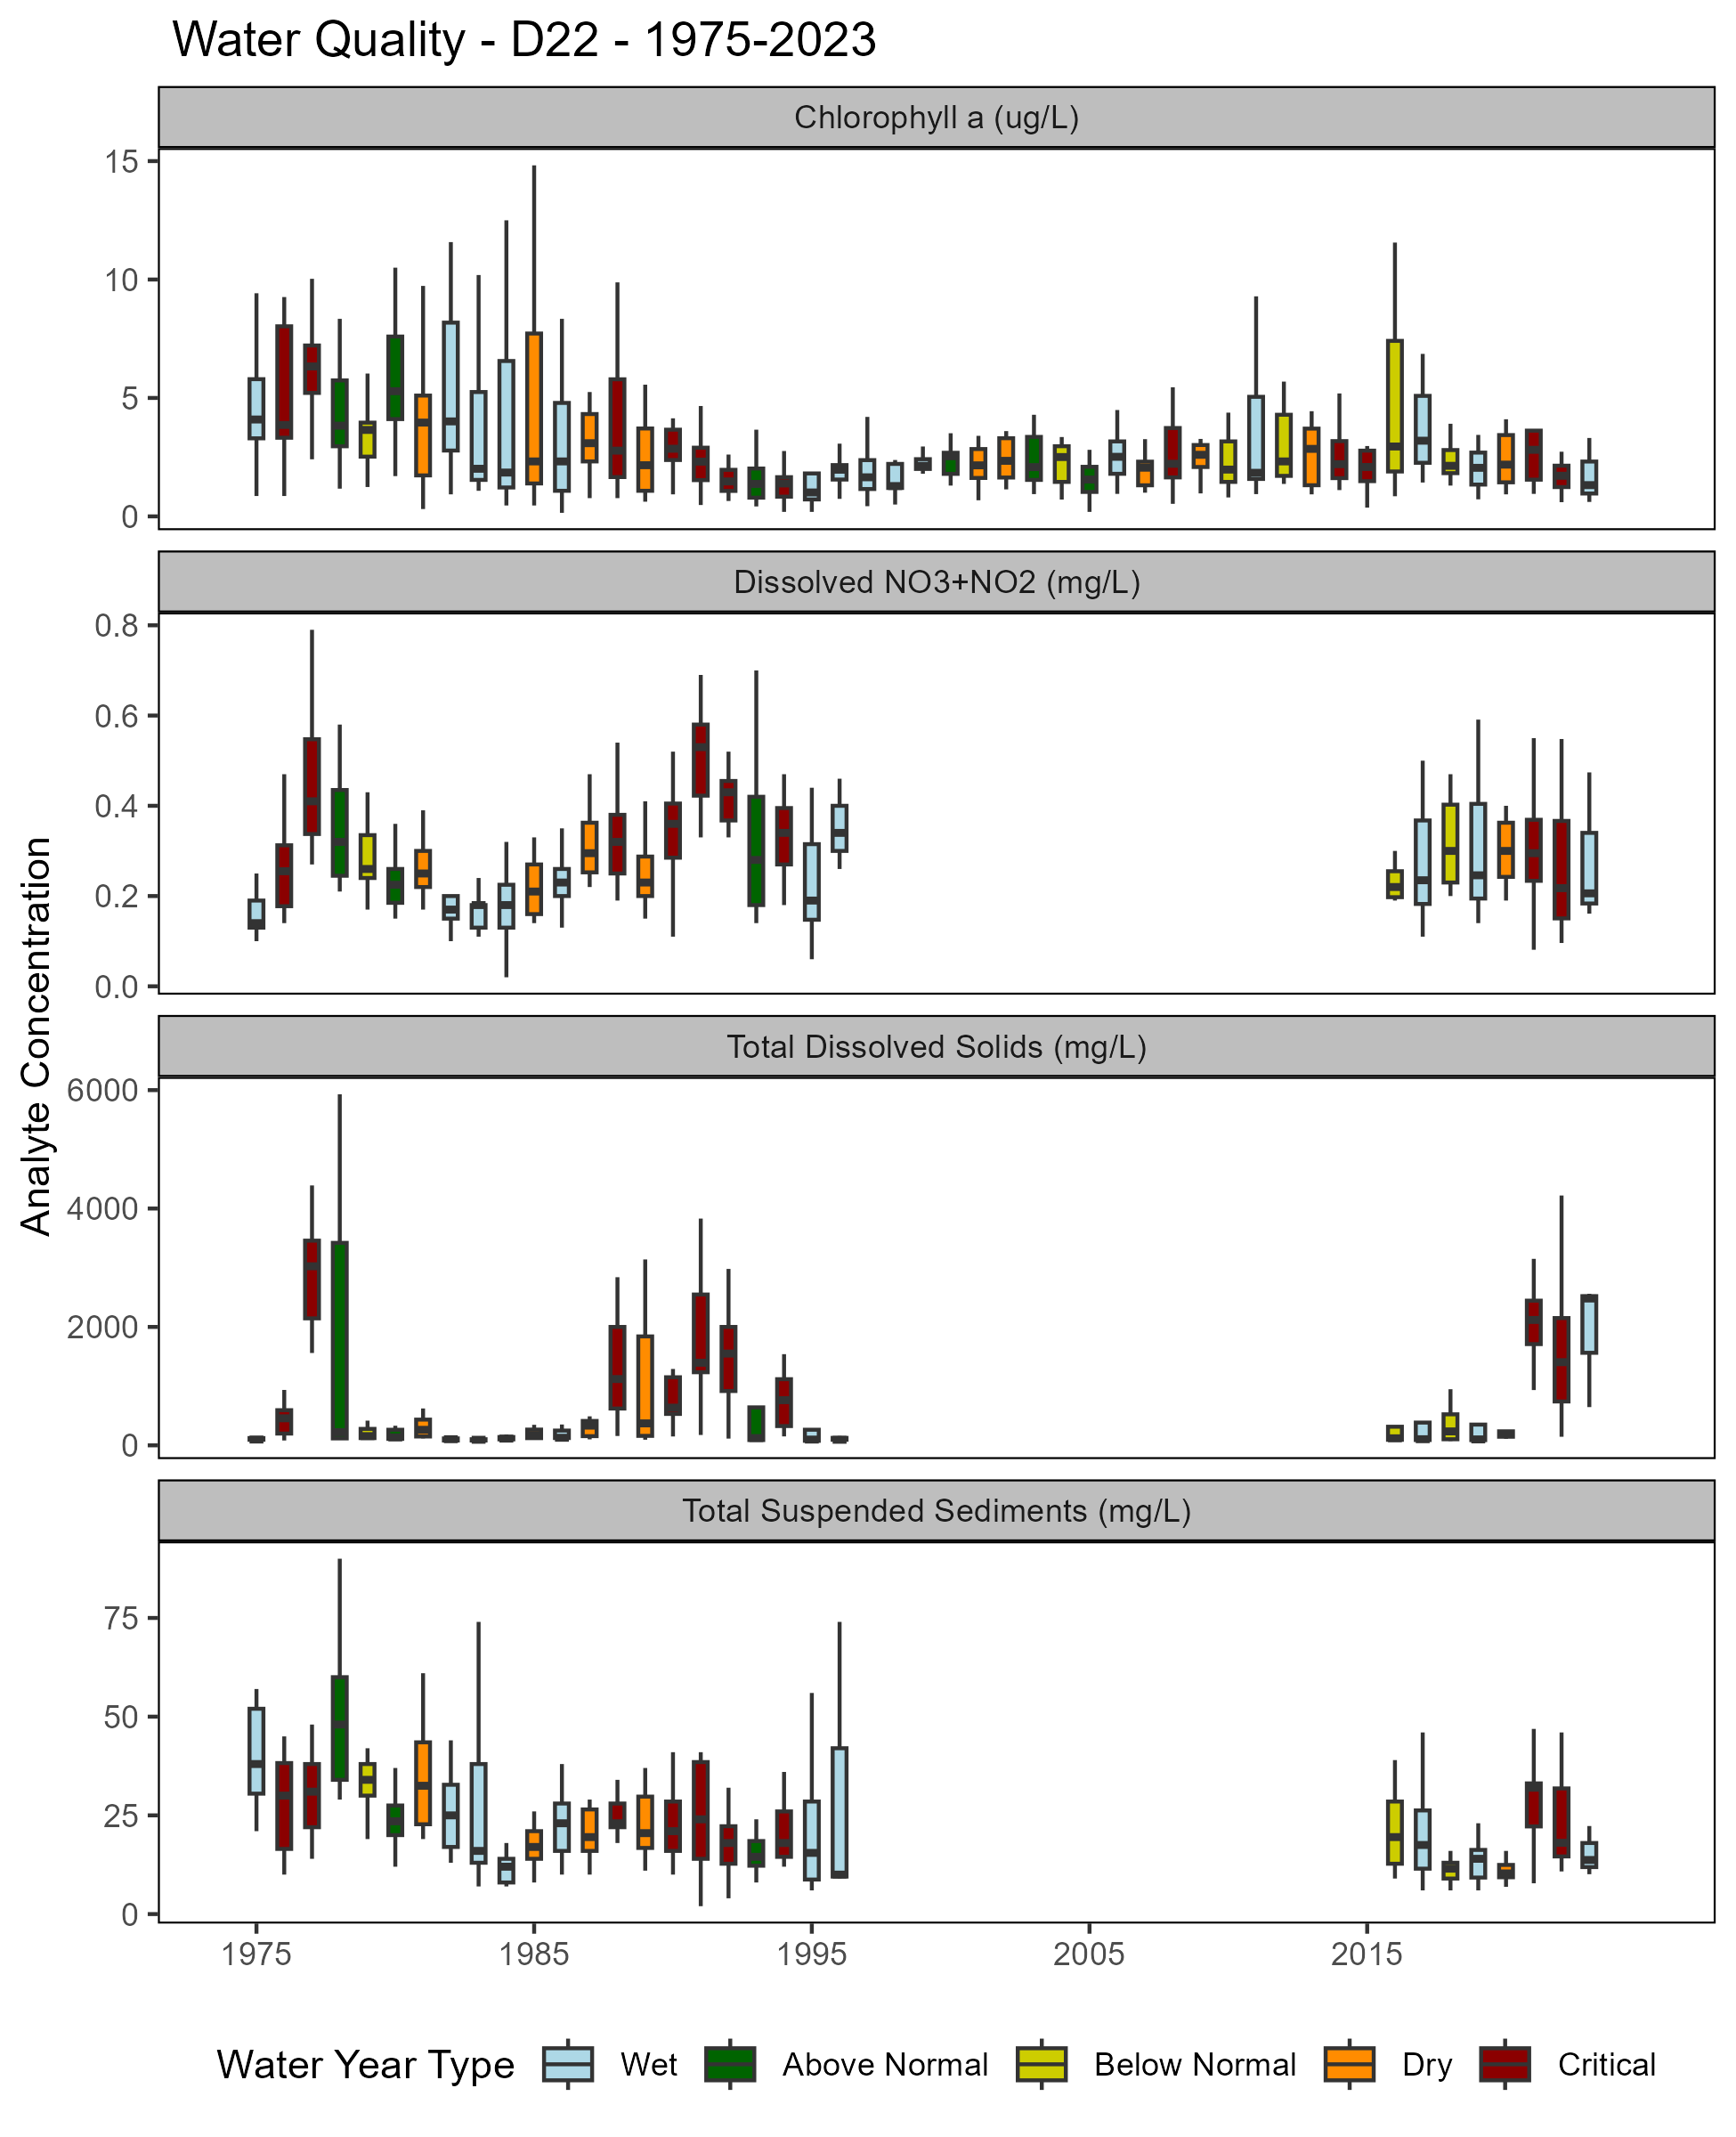 Water Quality - D22 - 1975-2023
Chlorophyll a (ug/L)
15
10
5
0
Dissolved NO3+NO2 (mg/L)
0.8
0.6
0.4
0.2
0.0
Total Dissolved Solids (mg/L)
6000
4000
2000
0
Total Suspended Sediments (mg/L)
75
50
25
0
1975 1985 1995 2005 2015
Analyte Concentration
Water Year Type Wet Above Normal Below Normal Dry Critical